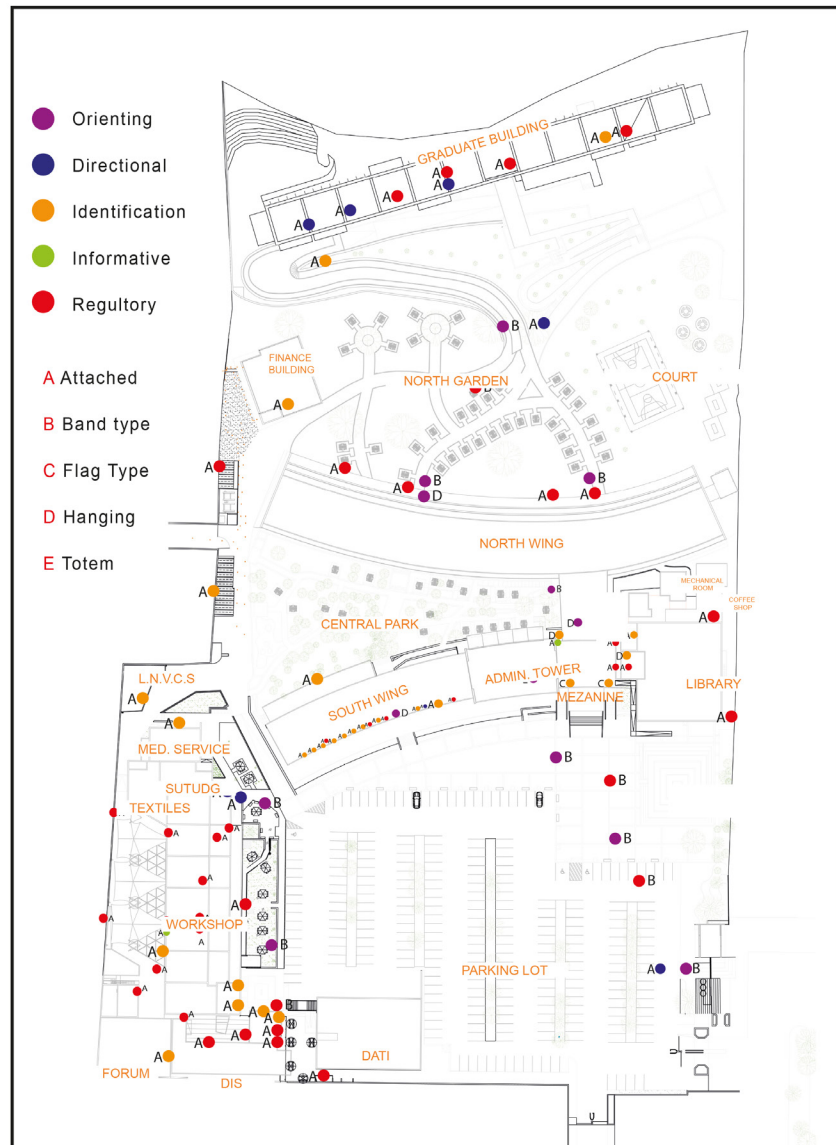 Orienting
Directional
Identification
Informative
Regultory
A Attached
B Band type
C Flag Type
D Hanging
E Totem
GRADUATE BUILDING
A
A
A
A
A
A
A
A
A
B
A
FINANCE
BUILDING
NORTH GARDEN
COURT
A
A
A
B
B
A
D
A
A
NORTH WING
MECHANICAL
ROOM
COFFEE
SHOP
A
B
A
CENTRAL PARK
D
D
A
A
A
D
A
A
L.N.V.C.S
A
A
SOUTH WING
ADMIN. TOWER
C
C
MEZANINE
LIBRARY
A
D
A
A
MED. SERVICE
B
SUTUDG
A
B
B
TEXTILES
A
A
A
A
B
A
B
A
A
WORKSHOP
A
A
A
B
A
PARKING LOT
A
B
A
A
A
B
A
A
A
A
A
A
A
A
DATI
FORUM
DIS
A